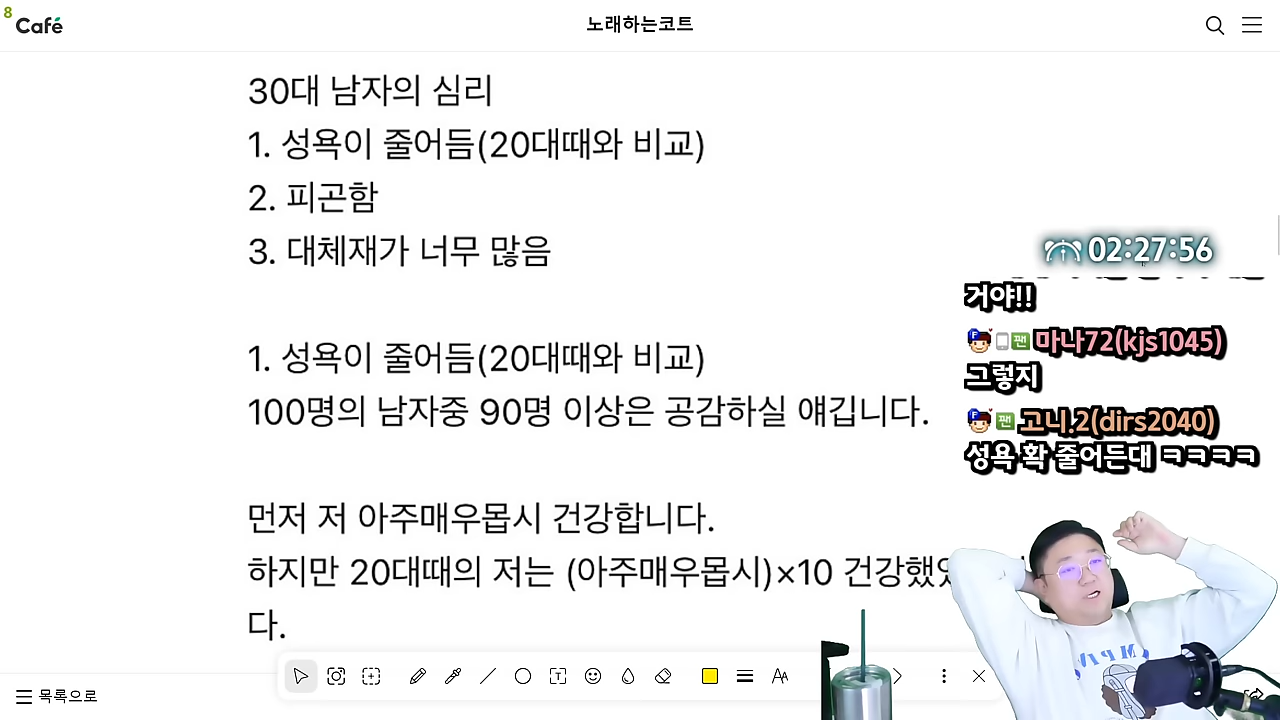 8
Café
노래하는코트
30대 남자의 심리
1. 성욕이 줄어듬(20대때와 비교)
2. 피곤함
3. 대체재가 너무 많음
1. 성욕이 줄어듬(20대때와 비교)
100명의 남자중 90명 이상은 공감하실 얘깁니다.
먼저 저 아주매우몹시 건강합니다.
하지만 20대때의 저는 (아주매우몹시)×10 건강했었
다.
02:27:56
거야!!
F 팬 마나72(kjs1045)
그렇지
F 팬 고니.2(dirs2040)
성욕 확 줄어든대 ㅋㅋㅋㅋ
목록으로